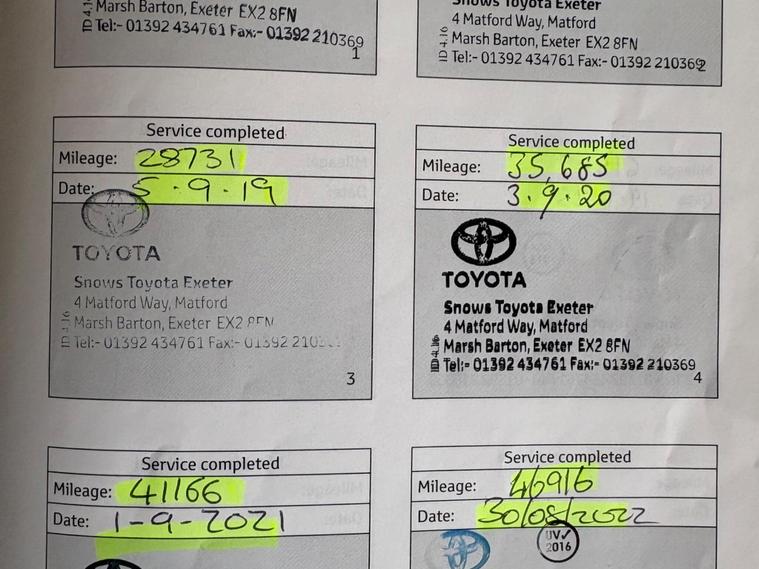 Marsh Barton, Exeter EX2 8FN
Tel:- 01392 434761 Fax:- 01392 210369
1
Snows Toyota Exeter
4 Matford Way, Matford
Marsh Barton, Exeter EX2 8FN
Tel:- 01392 434761 Fax:- 01392 210369
2
Service completed
Mileage: 28731
Date: 5.9.19
TOYOTA
Snows Toyota Exeter
4 Matford Way, Matford
Marsh Barton, Exeter EX2 8FN
Tel:- 01392 434761 Fax:-
3
Service completed
Mileage: 35,685
Date: 3.9.20
TOYOTA
Snows Toyota Exeter
4 Matford Way, Matford
Marsh Barton, Exeter EX2 8FN
Tel:- 01392 434761 Fax:- 01392 210369
4
Service completed
Mileage: 41166
Date: 1-9-2021
Service completed
Mileage: 46916
Date: 30/08/2022
UV✓
2016